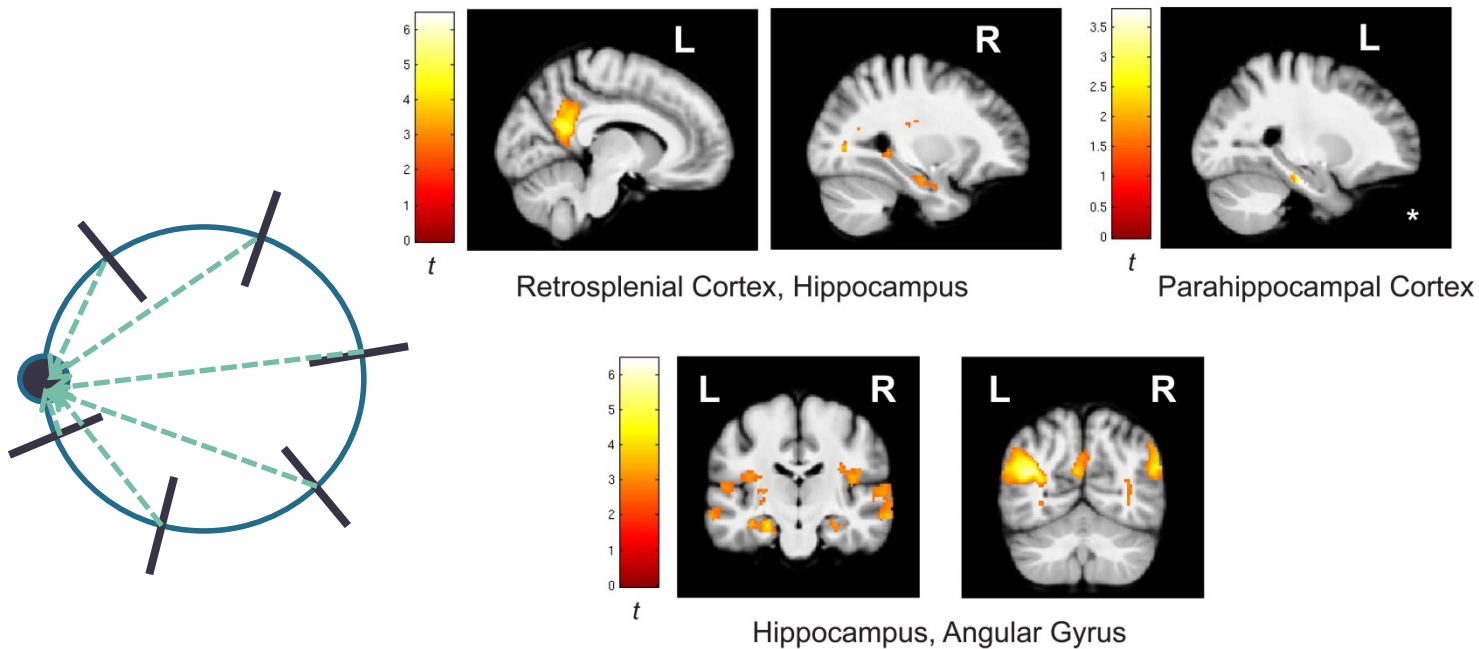 6
5
4
3
2
1
0
t
L
R
3.5
3
2.5
2
1.5
1
0.5
0
t
L
*
Retrosplenial Cortex, Hippocampus
Parahippocampal Cortex
6
5
4
3
2
1
0
t
L R
L R
Hippocampus, Angular Gyrus